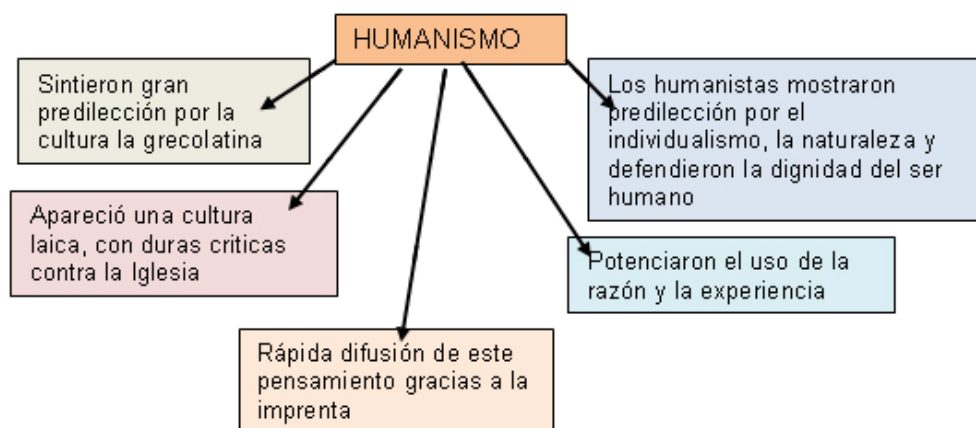 HUMANISMO
Sintieron gran
predilección por la
cultura la grecolatina
Los humanistas mostraron
predilección por el
individualismo, la naturaleza y
defendieron la dignidad del ser
humano
Apareció una cultura
laica, con duras criticas
contra la Iglesia
Potenciaron el uso de la
razón y la experiencia
Rápida difusión de este
pensamiento gracias a la
imprenta